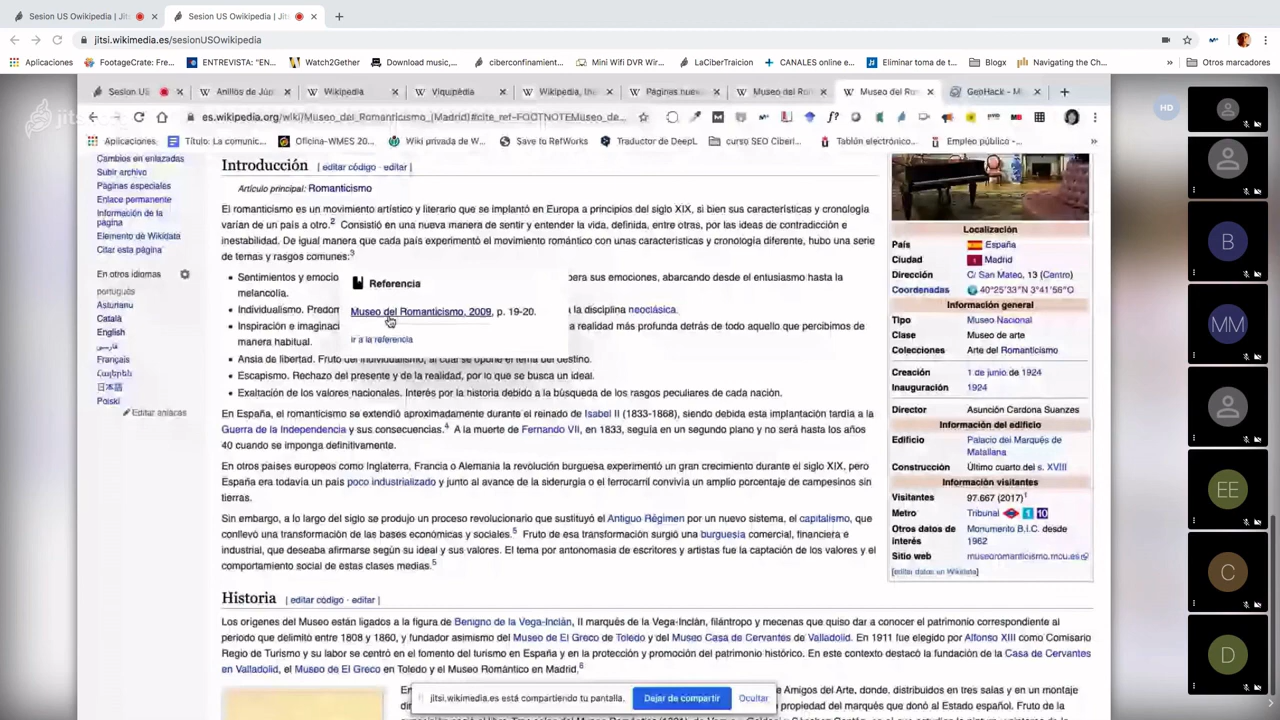 Sesion US Owikipedia | Jits
Sesion US Owikipedia | Jits
jitsi.wikimedia.es/sesionUSOwikipedia
Aplicaciones
FootageCrate: Fre...
ENTREVISTA: "EN...
Watch2Gether
Download music,...
ciberconfinamient...
Mini Wifi DVR Wir...
LaCiberTraicion
CANALES online e...
Eliminar toma de t...
Blogx
Navigating the Ch...
»
Otros marcadores
Sesion US
Anillos de Júp
Wikipedia
Viquipèdia
Wikipedia, the
Páginas nuev
Museo del Rom
Museo del Ro
GeoHack - M
es.wikipedia.org/wiki/Museo_del_Romanticismo_(Madrid)#cite_ref-FOOTNOTEMuseo_de...
Aplicaciones
Título: La comunic...
Oficina-WMES 20...
Wiki privada de W...
Save to RefWorks
Traductor de DeepL
curso SEO Ciberl...
Tablón electrónico...
Empleo público -...
»
Cambios en enlazadas
Subir archivo
Páginas especiales
Enlace permanente
Información de la
página
Elemento de Wikidata
Citar esta página
En otros idiomas
português
Asturianu
Català
English
فارسی
Français
Հայերեն
日本語
Polski
Editar enlaces
Introducción [ editar código · editar ]
Artículo principal: Romanticismo
El romanticismo es un movimiento artístico y literario que se implantó en Europa a principios del siglo XIX, si bien sus características y cronología
varían de un país a otro.2 Consistió en una nueva manera de sentir y entender la vida, definida, entre otras, por las ideas de contradicción e
inestabilidad. De igual manera que cada país experimentó el movimiento romántico con unas características y cronología diferente, hubo una serie
de temas y rasgos comunes:3
Sentimientos y emocio
pera sus emociones, abarcando desde el entusiasmo hasta la
melancolía.
Individualismo. Predom
la disciplina neoclásica.
Inspiración e imaginaci
a realidad más profunda detrás de todo aquello que percibimos de
manera habitual.
Referencia
Museo del Romanticismo, 2009, p. 19-20.
Ir a la referencia
Ansia de libertad. Fruto del individualismo, al cual se opone el tema del destino.
Escapismo. Rechazo del presente y de la realidad, por lo que se busca un ideal.
Exaltación de los valores nacionales. Interés por la historia debido a la búsqueda de los rasgos peculiares de cada nación.
En España, el romanticismo se extendió aproximadamente durante el reinado de Isabel II (1833-1868), siendo debida esta implantación tardía a la
Guerra de la Independencia y sus consecuencias.4 A la muerte de Fernando VII, en 1833, seguía en un segundo plano y no será hasta los años
40 cuando se imponga definitivamente.
En otros países europeos como Inglaterra, Francia o Alemania la revolución burguesa experimentó un gran crecimiento durante el siglo XIX, pero
España era todavía un país poco industrializado y junto al avance de la siderurgia o el ferrocarril convivía un amplio porcentaje de campesinos sin
tierras.
Sin embargo, a lo largo del siglo se produjo un proceso revolucionario que sustituyó el Antiguo Régimen por un nuevo sistema, el capitalismo, que
conllevó una transformación de las bases económicas y sociales.5 Fruto de esa transformación surgió una burguesía comercial, financiera e
industrial, que deseaba afirmarse según su ideal y sus valores. El tema por antonomasia de escritores y artistas fue la captación de los valores y el
comportamiento social de estas clases medias.5
Historia [ editar código · editar ]
Los orígenes del Museo están ligados a la figura de Benigno de la Vega-Inclán, II marqués de la Vega-Inclán, filántropo y mecenas que quiso dar a conocer el patrimonio correspondiente al
periodo que delimitó entre 1808 y 1860, y fundador asimismo del Museo de El Greco de Toledo y del Museo Casa de Cervantes de Valladolid. En 1911 fue elegido por Alfonso XIII como Comisario
Regio de Turismo y su labor se centró en el fomento del turismo en España y en la protección y promoción del patrimonio histórico. En este contexto destacó la fundación de la Casa de Cervantes
en Valladolid, el Museo de El Greco en Toledo y el Museo Romántico en Madrid.6
Amigos del Arte, donde, distribuidos en tres salas y en un montaje
Localización
País España
Ciudad Madrid
Dirección C/ San Mateo, 13 (Centro)
Coordenadas 40°25′33″N 3°41′56″O
Información general
Tipo Museo Nacional
Clase Museo de arte
Colecciones Arte del Romanticismo
Creación 1 de junio de 1924
Inauguración 1924
Director Asunción Cardona Suanzes
Información del edificio
Edificio Palacio del Marqués de
Matallana
Construcción Último cuarto del s. XVIII
Información visitantes
Visitantes 97.667 (2017)1
Metro Tribunal 1 10
Otros datos de Monumento B.I.C. desde
interés 1962
Sitio web museoromanticismo.mcu.es
[editar datos en Wikidata]
jitsi.wikimedia.es está compartiendo tu pantalla.
Dejar de compartir
Ocultar
HD
B
MM
EE
C
D